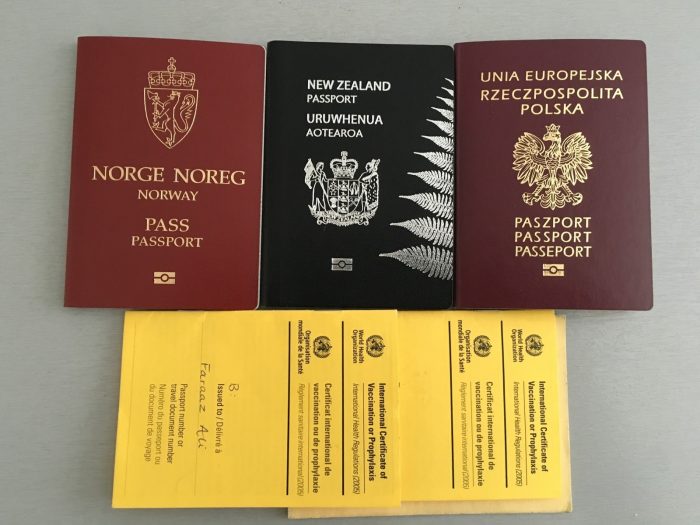 NORGE NOREG
NORWAY
PASS
PASSPORT
NEW ZEALAND
PASSPORT
URUWHENUA
AOTEAROA
UNIA EUROPEJSKA
RZECZPOSPOLITA
POLSKA
PASZPORT
PASSPORT
PASSEPORT
International Certificate of
Vaccination or Prophylaxis
International Health Regulations (2005)
Certificat international de
vaccination ou de prophylaxie
Règlement sanitaire international (2005)
World Health
Organization
Organisation
mondiale de la Santé
Issued to / Délivré à
Faraaz Ali
Passport number or
travel document number
Numéro du passeport ou
du document de voyage
International Certificate of
Vaccination or Prophylaxis
International Health Regulations (2005)
Certificat international de
vaccination ou de prophylaxie
Règlement sanitaire international (2005)
World Health
Organization
Organisation
mondiale de la Santé